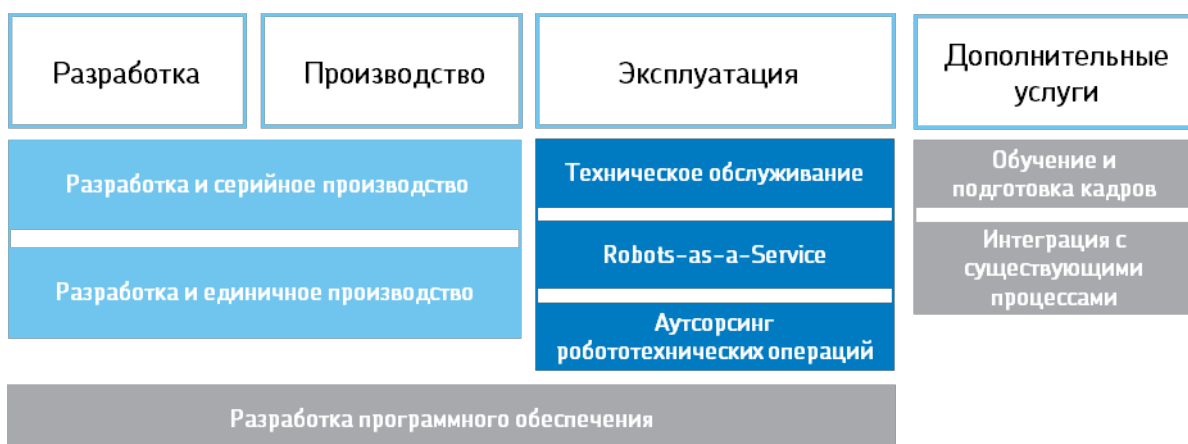 Разработка
Производство
Эксплуатация
Дополнительные
услуги
Разработка и серийное производство
Разработка и единичное производство
Техническое обслуживание
Robots-as-a-Service
Аутсорсинг
робототехнических операций
Обучение и
подготовка кадров
Интеграция с
существующими
процессами
Разработка программного обеспечения